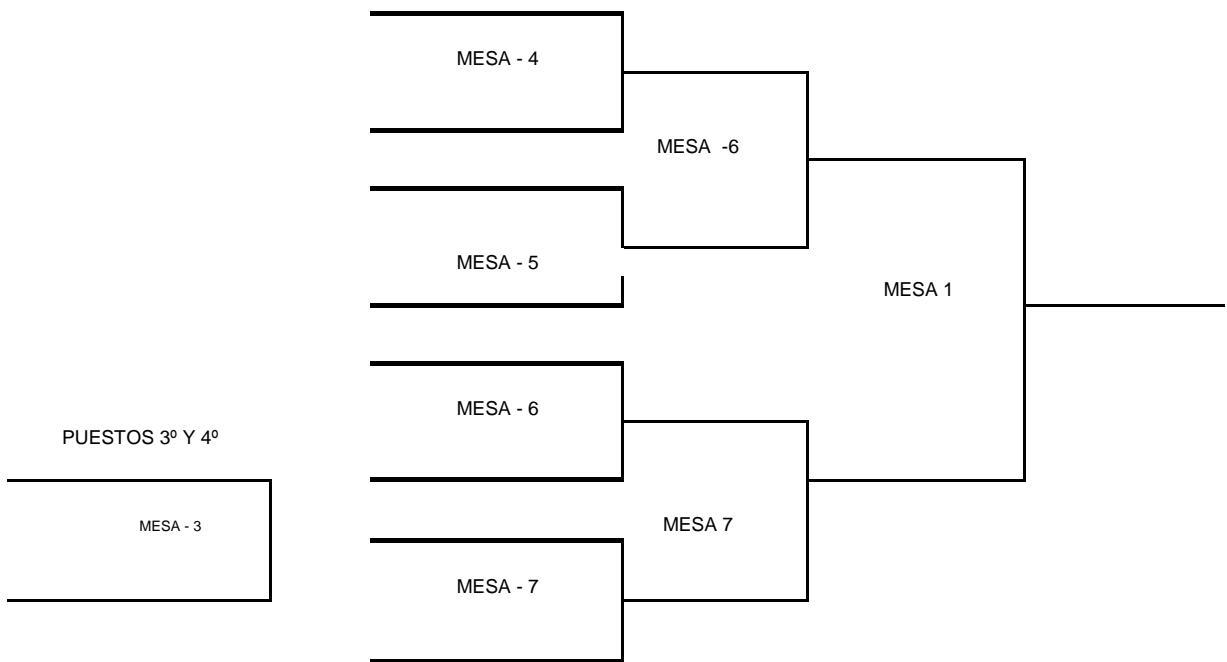 MESA - 4
MESA  -6
MESA - 5
MESA 1
MESA - 6
PUESTOS 3º Y 4º
MESA - 3
MESA 7
MESA - 7